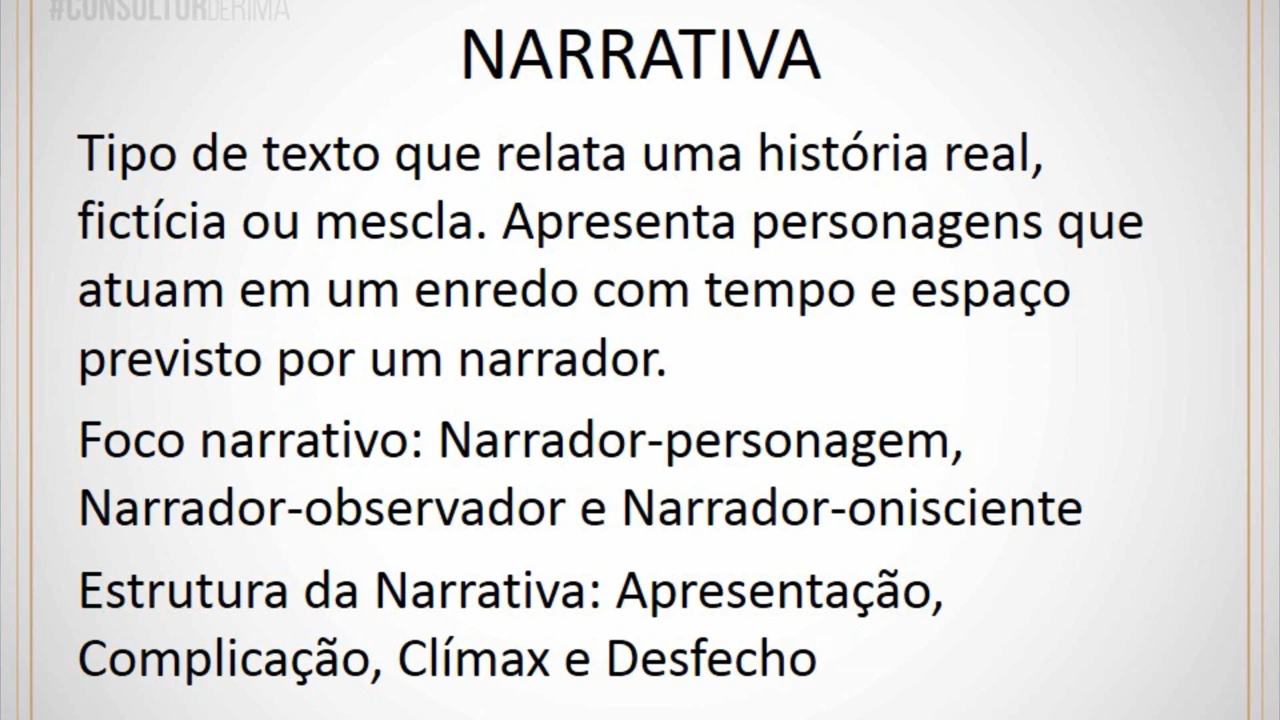 #CONSULTORDERIMA
NARRATIVA
Tipo de texto que relata uma história real,
fictícia ou mescla. Apresenta personagens que
atuam em um enredo com tempo e espaço
previsto por um narrador.
Foco narrativo: Narrador-personagem,
Narrador-observador e Narrador-onisciente
Estrutura da Narrativa: Apresentação,
Complicação, Clímax e Desfecho